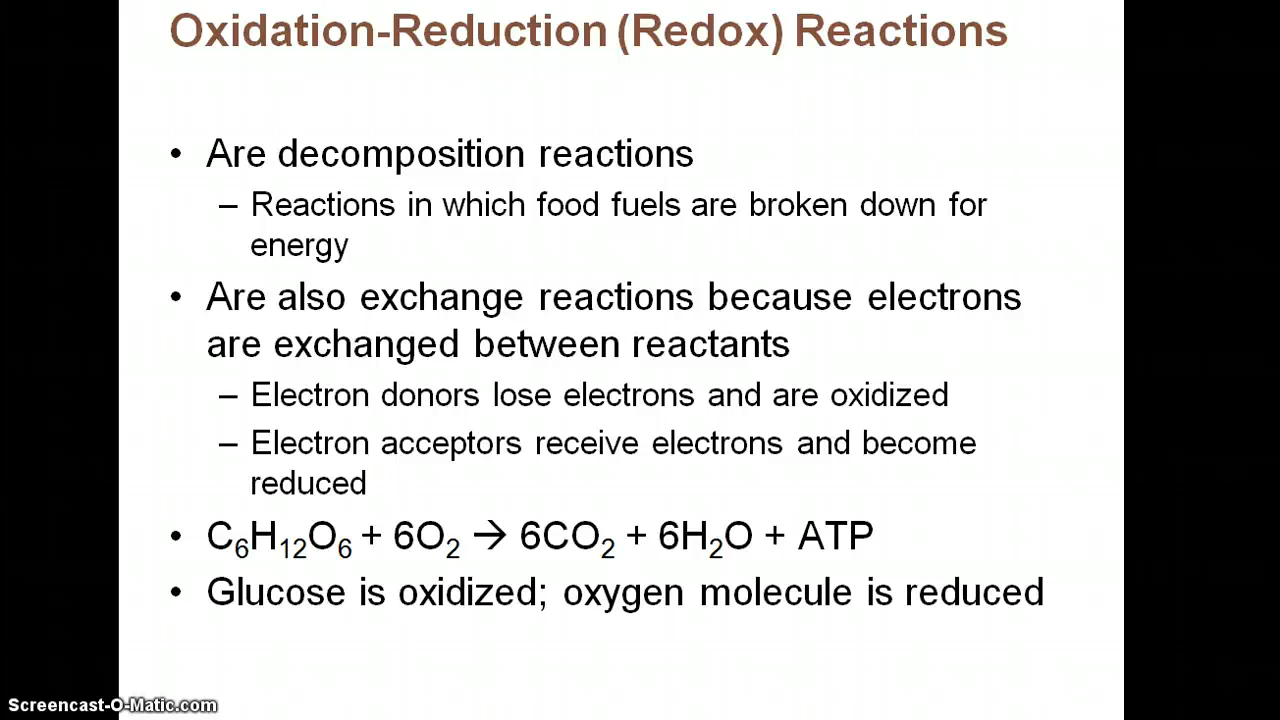 Oxidation-Reduction (Redox) Reactions
• Are decomposition reactions
– Reactions in which food fuels are broken down for
energy
• Are also exchange reactions because electrons
are exchanged between reactants
– Electron donors lose electrons and are oxidized
– Electron acceptors receive electrons and become
reduced
• C₆H₁₂O₆ + 6O₂ → 6CO₂ + 6H₂O + ATP
• Glucose is oxidized; oxygen molecule is reduced
Screencast-O-Matic.com